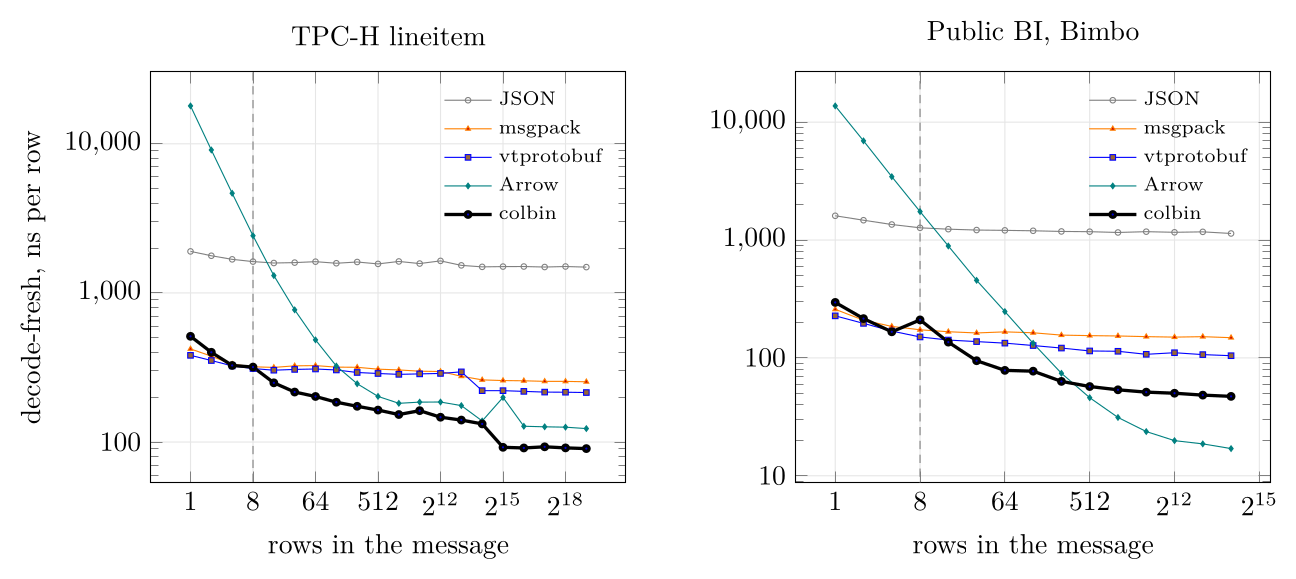 TPC-H lineitem
decode-fresh, ns per row
10,000
1,000
100
JSON
msgpack
vtprotobuf
Arrow
colbin
1 8 64 512 2^12 2^15 2^18
rows in the message
Public BI, Bimbo
10,000
1,000
100
10
JSON
msgpack
vtprotobuf
Arrow
colbin
1 8 64 512 2^12 2^15
rows in the message